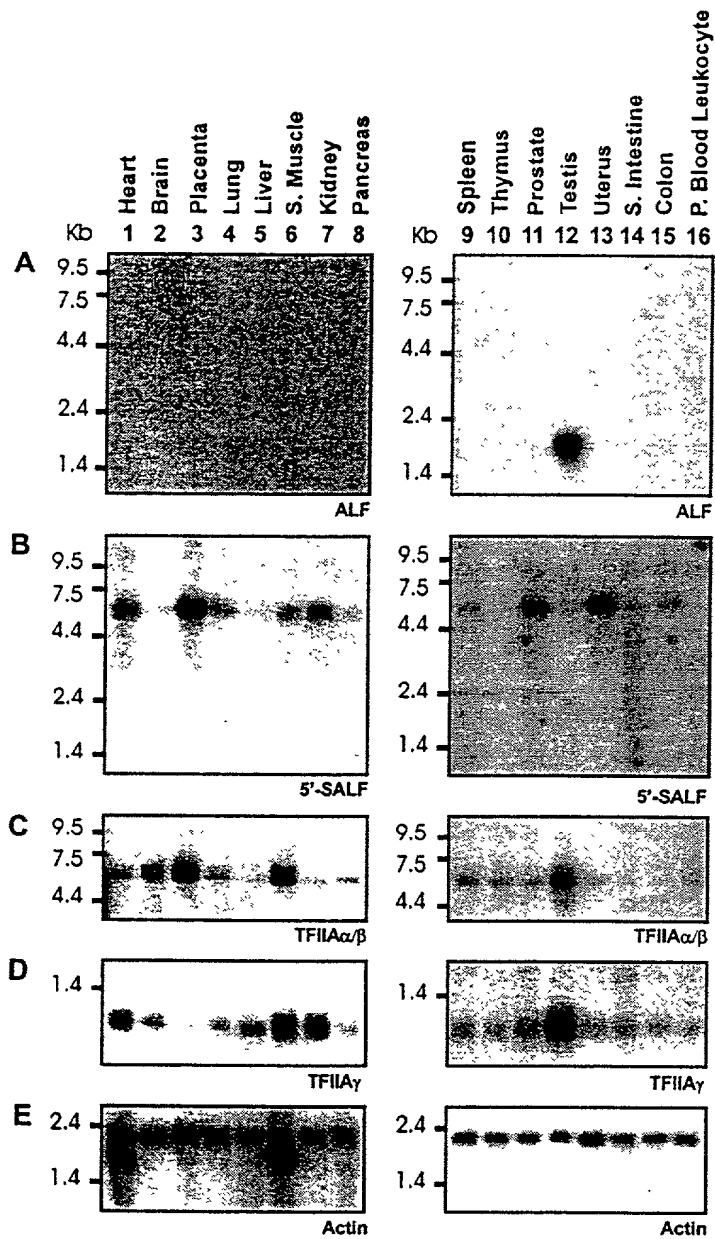 Kb Heart Brain Placenta Lung Liver S. Muscle Kidney Pancreas
1 2 3 4 5 6 7 8
Kb Spleen Thymus Prostate Testis Uterus S. Intestine Colon P. Blood Leukocyte
9 10 11 12 13 14 15 16
A
9.5
7.5
4.4
2.4
1.4
ALF
9.5
7.5
4.4
2.4
1.4
ALF
B
9.5
7.5
4.4
2.4
1.4
5'-SALF
9.5
7.5
4.4
2.4
1.4
5'-SALF
C
9.5
7.5
4.4
TFIIAα/β
9.5
7.5
4.4
TFIIAα/β
D
1.4
TFIIAγ
1.4
TFIIAγ
E
2.4
1.4
Actin
2.4
1.4
Actin